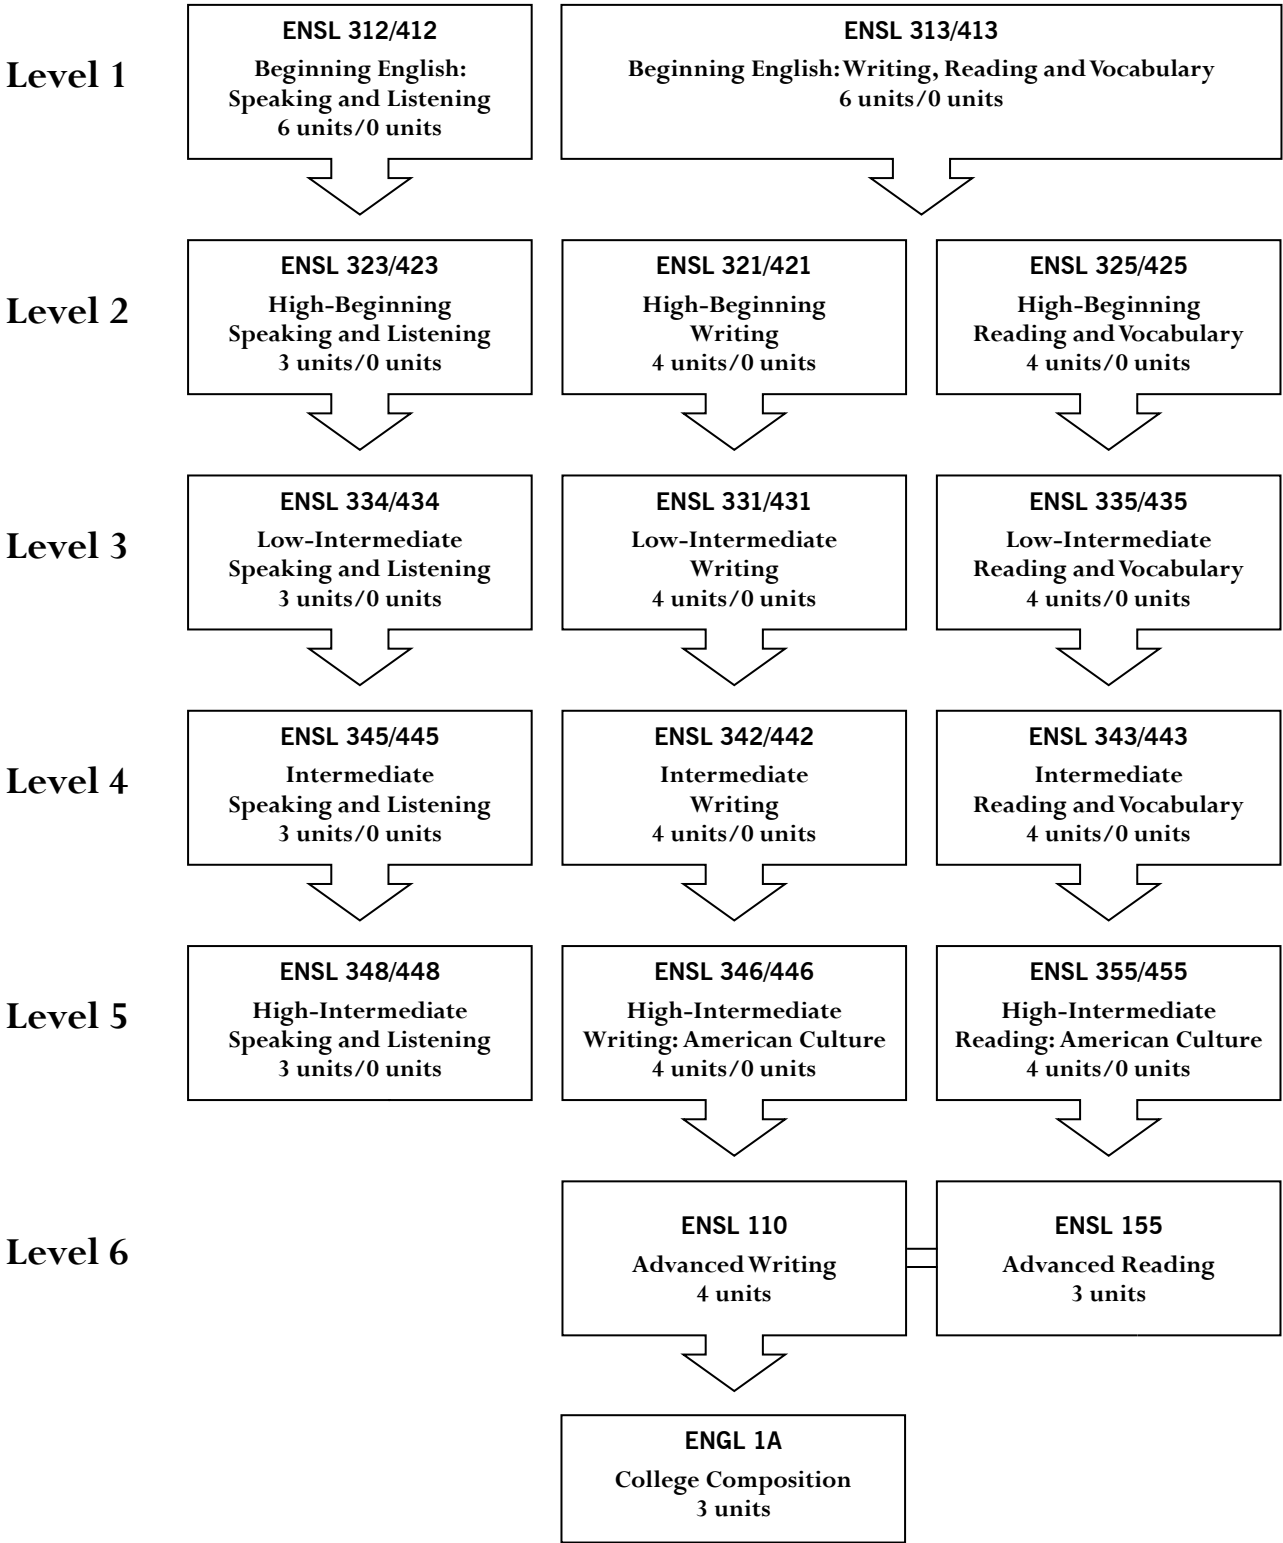 Level 1
ENSL 312/412
Beginning English:
Speaking and Listening
6 units/0 units
ENSL 313/413
Beginning English: Writing, Reading and Vocabulary
6 units/0 units
Level 2
ENSL 323/423
High-Beginning
Speaking and Listening
3 units/0 units
ENSL 321/421
High-Beginning
Writing
4 units/0 units
ENSL 325/425
High-Beginning
Reading and Vocabulary
4 units/0 units
Level 3
ENSL 334/434
Low-Intermediate
Speaking and Listening
3 units/0 units
ENSL 331/431
Low-Intermediate
Writing
4 units/0 units
ENSL 335/435
Low-Intermediate
Reading and Vocabulary
4 units/0 units
Level 4
ENSL 345/445
Intermediate
Speaking and Listening
3 units/0 units
ENSL 342/442
Intermediate
Writing
4 units/0 units
ENSL 343/443
Intermediate
Reading and Vocabulary
4 units/0 units
Level 5
ENSL 348/448
High-Intermediate
Speaking and Listening
3 units/0 units
ENSL 346/446
High-Intermediate
Writing: American Culture
4 units/0 units
ENSL 355/455
High-Intermediate
Reading: American Culture
4 units/0 units
Level 6
ENSL 110
Advanced Writing
4 units
ENSL 155
Advanced Reading
3 units
ENGL 1A
College Composition
3 units